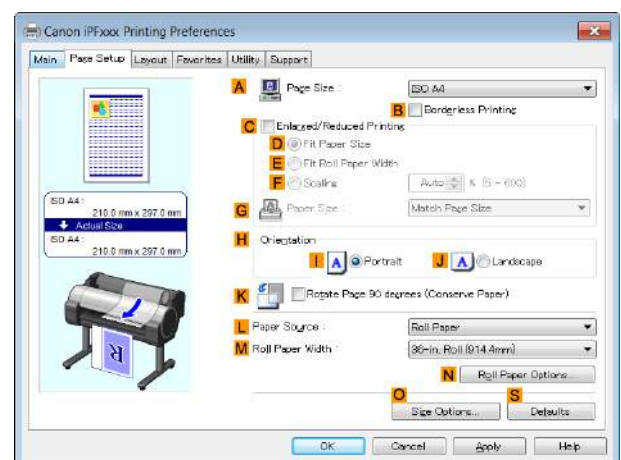 Canon iPFxxx Printing Preferences
Main Page Setup Layout Favorites Utility Support
A Page Size : ISO A4
B Borderless Printing
C Enlarged/Reduced Printing
D Fit Paper Size
E Fit Roll Paper Width
F Scaling Auto % (5 - 600)
ISO A4 :
210.0 mm x 297.0 mm
Actual Size
ISO A4 :
210.0 mm x 297.0 mm
G Paper Size : Match Page Size
H Orientation
I A Portrait J A Landscape
K Rotate Page 90 degrees (Conserve Paper)
L Paper Source : Roll Paper
M Roll Paper Width : 36-in. Roll (914.4mm)
R
N Roll Paper Options...
O S
Size Options... Defaults
OK Cancel Apply Help